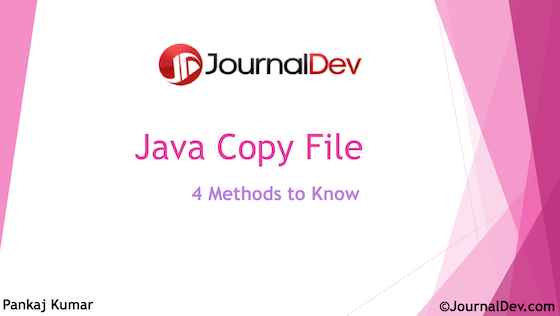 JournalDev
Java Copy File
4 Methods to Know
Pankaj Kumar
©JournalDev.com